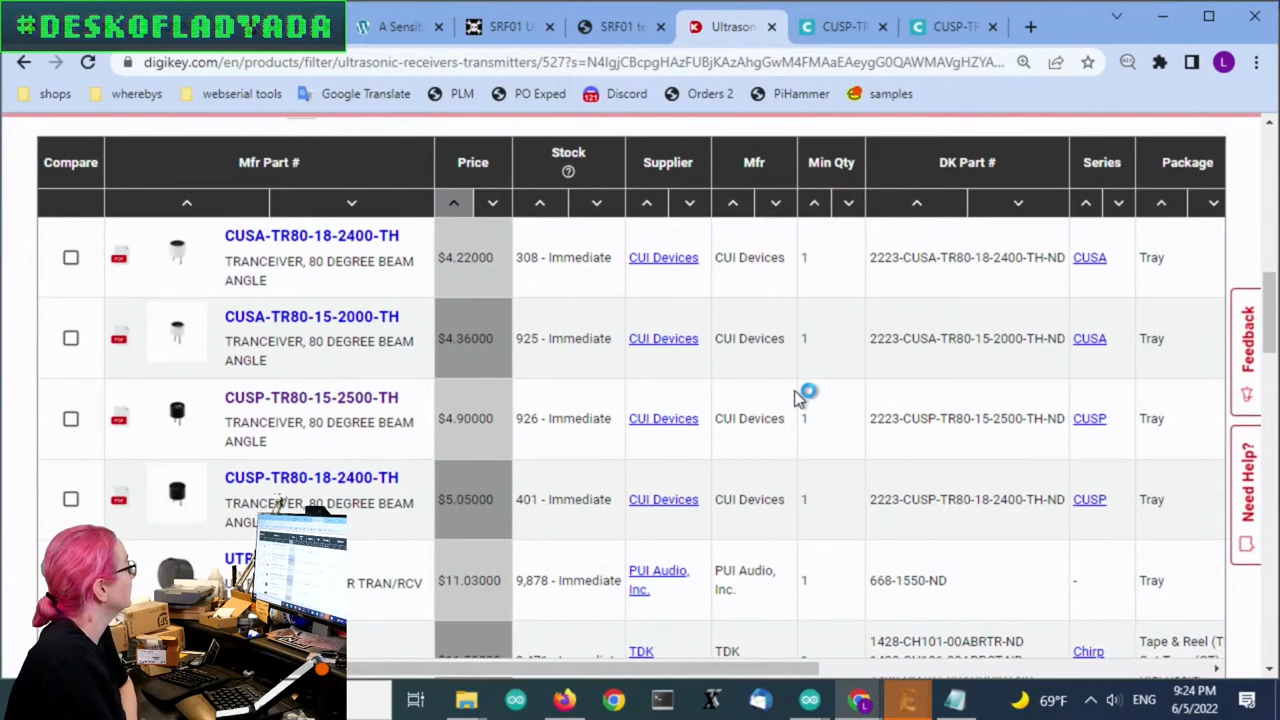 #DESKOFLADYADA
A Sensit
SRF01 U
SRF01 te
Ultrason
CUSP-TR
CUSP-TR
digikey.com/en/products/filter/ultrasonic-receivers-transmitters/527?s=N4IgjCBcpgHAzFUBjKAzAhgGwM4FMAaEAeygG0QAWMAVgHZYA...
shops
whereby s
webserial tools
Google Translate
PLM
PO Exped
121
Discord
Orders 2
PiHammer
samples
Compare
Mfr Part #
Price
Stock
Supplier
Mfr
Min Qty
DK Part #
Series
Package
CUSA-TR80-18-2400-TH
TRANCEIVER, 80 DEGREE BEAM
ANGLE
$4.22000
308 - Immediate
CUI Devices
CUI Devices
1
2223-CUSA-TR80-18-2400-TH-ND
CUSA
Tray
CUSA-TR80-15-2000-TH
TRANCEIVER, 80 DEGREE BEAM
ANGLE
$4.36000
925 - Immediate
CUI Devices
CUI Devices
1
2223-CUSA-TR80-15-2000-TH-ND
CUSA
Tray
CUSP-TR80-15-2500-TH
TRANCEIVER, 80 DEGREE BEAM
ANGLE
$4.90000
926 - Immediate
CUI Devices
CUI Devices
1
2223-CUSP-TR80-15-2500-TH-ND
CUSP
Tray
CUSP-TR80-18-2400-TH
TRANCEIVER, 80 DEGREE BEAM
ANGL
$5.05000
401 - Immediate
CUI Devices
CUI Devices
1
2223-CUSP-TR80-18-2400-TH-ND
CUSP
Tray
UTR
R TRAN/RCV
$11.03000
9,878 - Immediate
PUI Audio,
Inc.
PUI Audio,
Inc.
1
668-1550-ND
-
Tray
TDK
TDK
1428-CH101-00ABRTR-ND
Chirp
Tape & Reel (T
Feedback
Need Help?
69°F
ENG
9:24 PM
6/5/2022